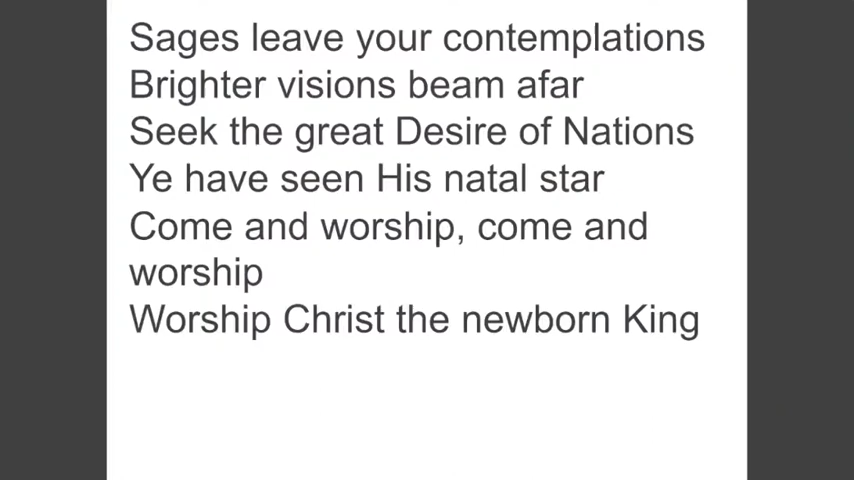 Sages leave your contemplations
Brighter visions beam afar
Seek the great Desire of Nations
Ye have seen His natal star
Come and worship, come and
worship
Worship Christ the newborn King